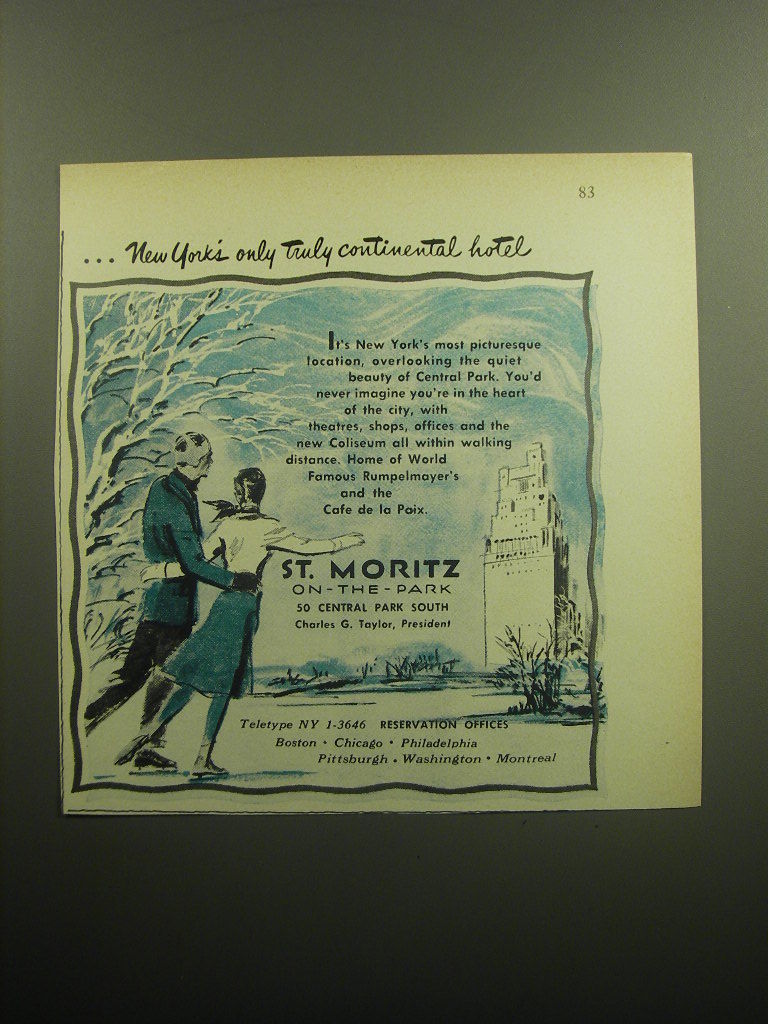 83
... New York's only truly continental hotel
It's New York's most picturesque
location, overlooking the quiet
beauty of Central Park. You'd
never imagine you're in the heart
of the city, with
theatres, shops, offices and the
new Coliseum all within walking
distance. Home of World
Famous Rumpelmayer's
and the
Cafe de la Paix.
ST. MORITZ
ON-THE-PARK
50 CENTRAL PARK SOUTH
Charles G. Taylor, President
Teletype NY 1-3646 RESERVATION OFFICES
Boston • Chicago • Philadelphia
Pittsburgh • Washington • Montreal